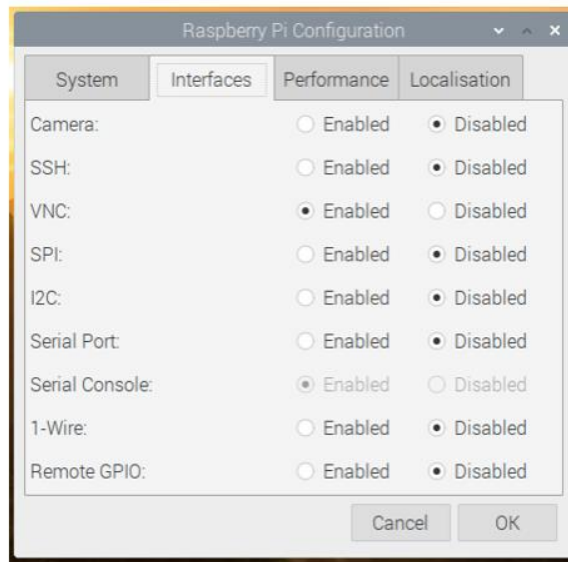 Raspberry Pi Configuration
System Interfaces Performance Localisation
Camera: Enabled Disabled
SSH: Enabled Disabled
VNC: Enabled Disabled
SPI: Enabled Disabled
I2C: Enabled Disabled
Serial Port: Enabled Disabled
Serial Console: Enabled Disabled
1-Wire: Enabled Disabled
Remote GPIO: Enabled Disabled
Cancel OK